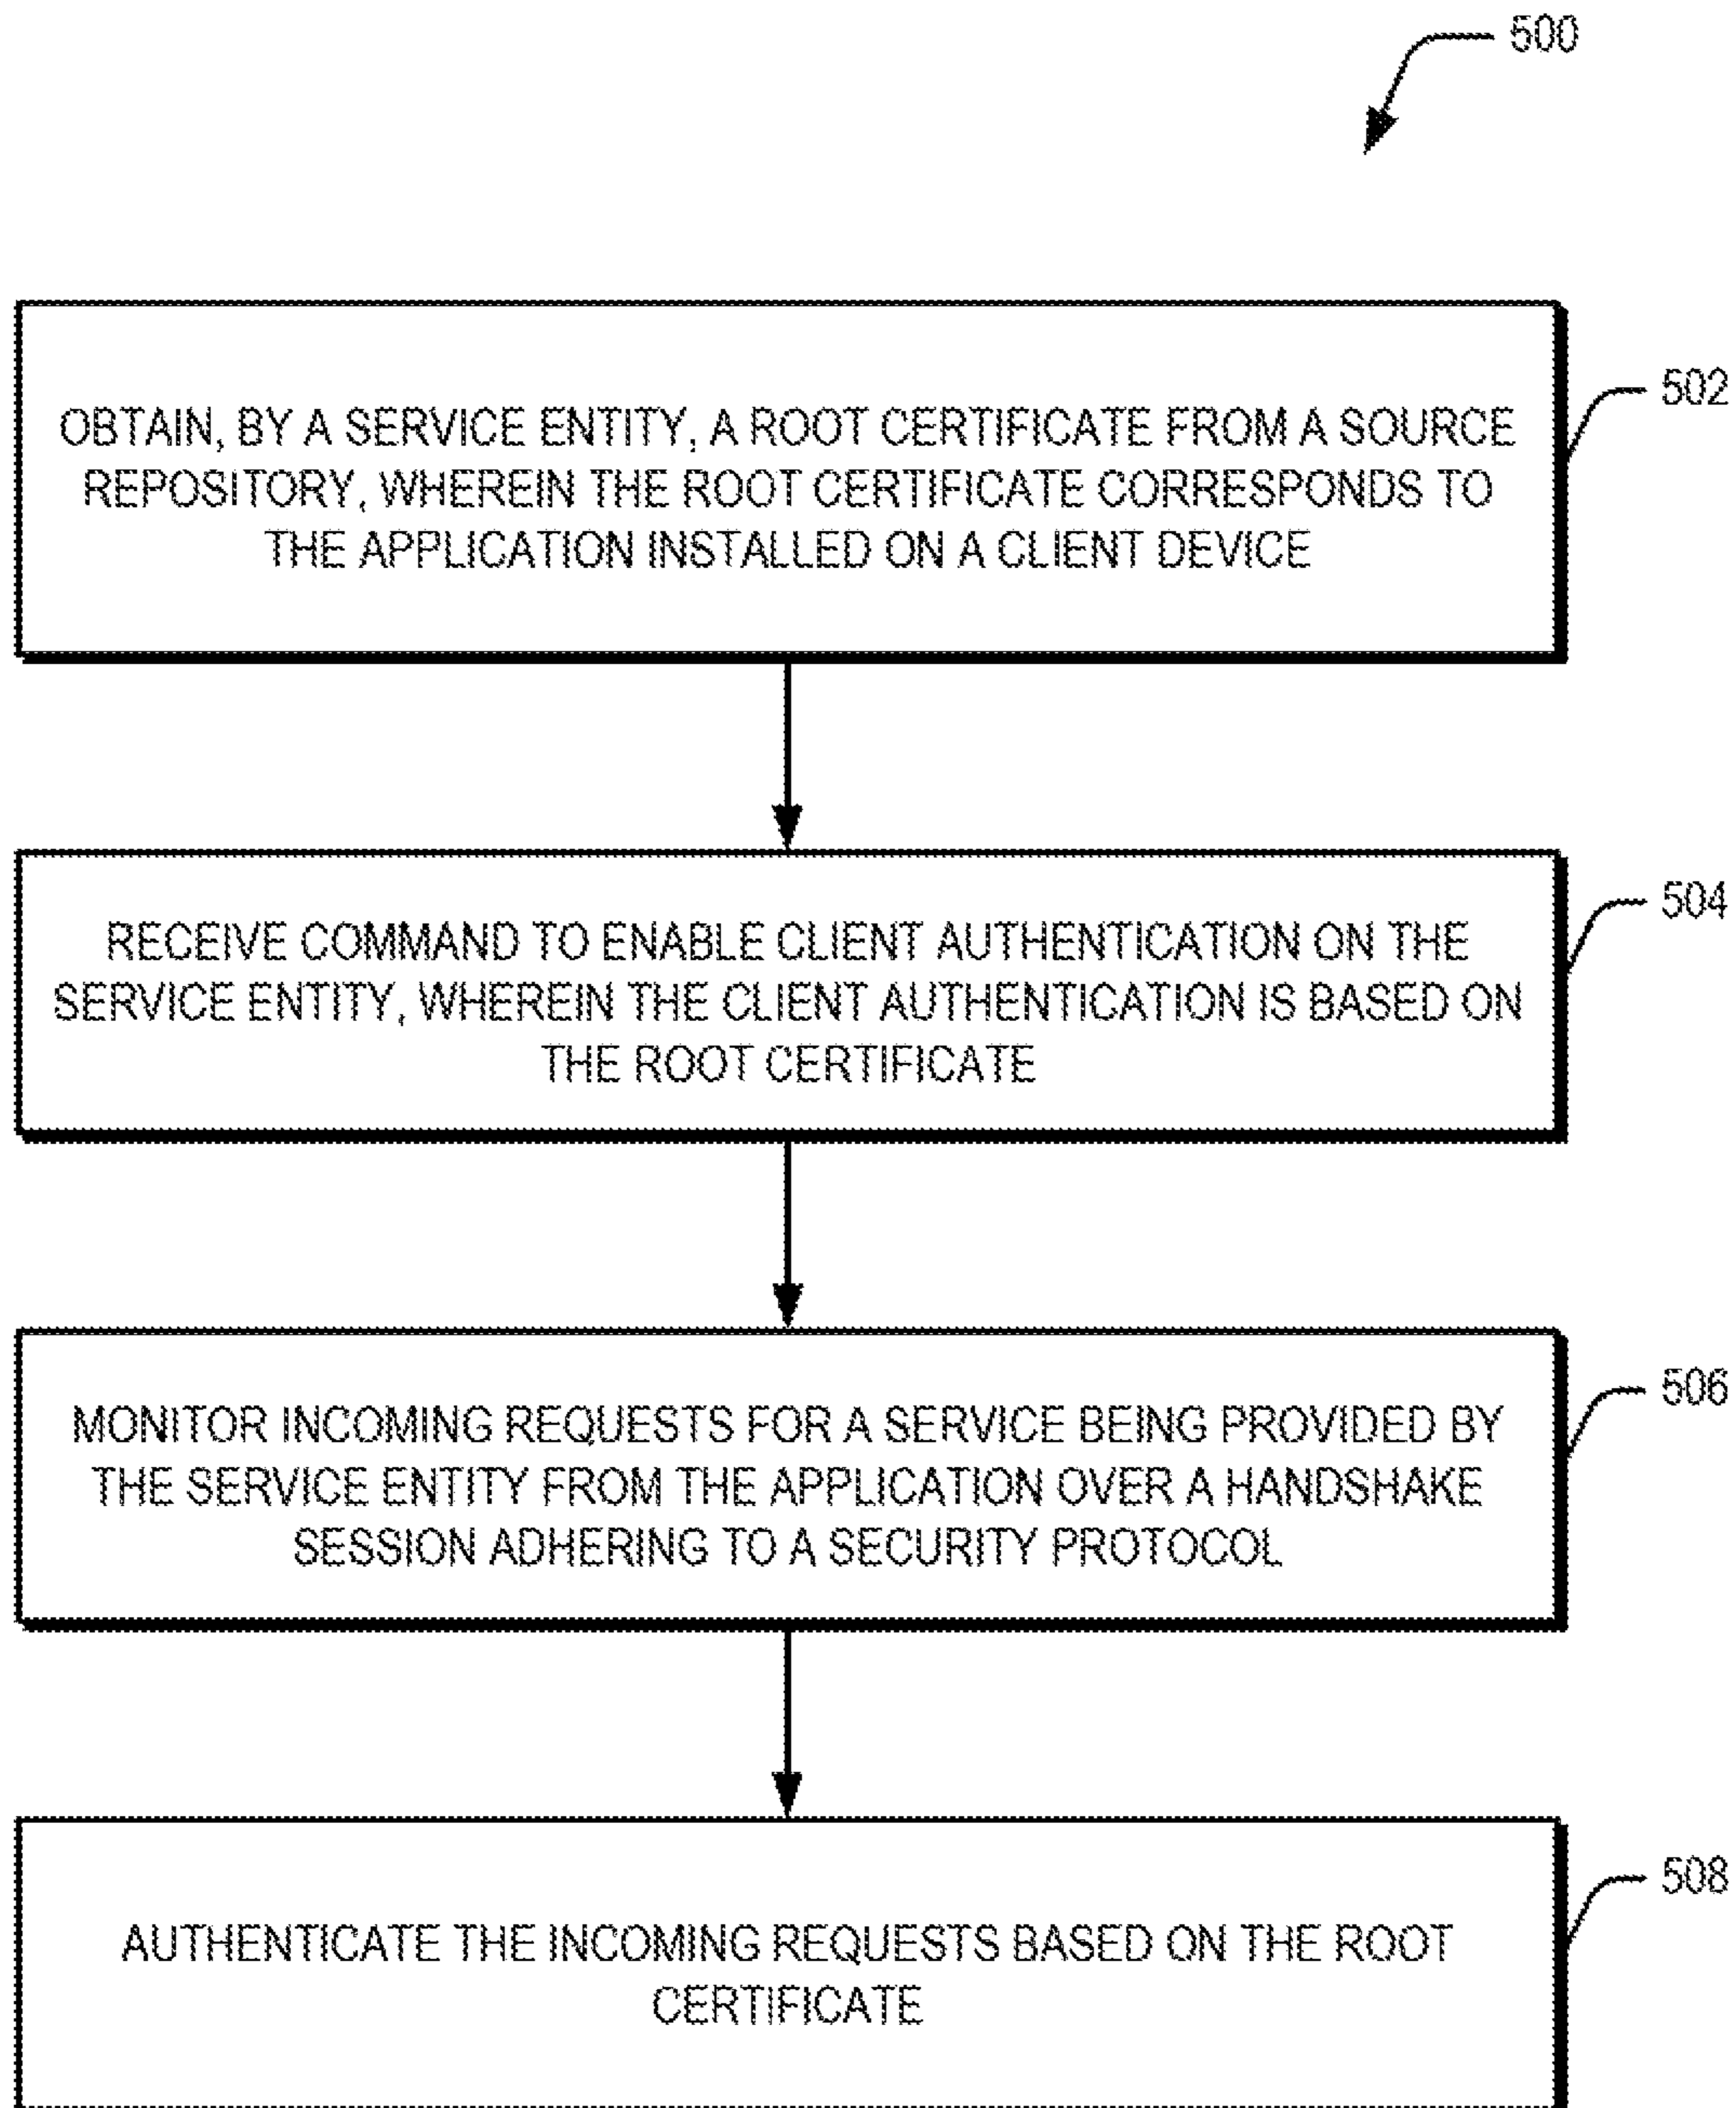 500
OBTAIN, BY A SERVICE ENTITY, A ROOT CERTIFICATE FROM A SOURCE
REPOSITORY, WHEREIN THE ROOT CERTIFICATE CORRESPONDS TO
THE APPLICATION INSTALLED ON A CLIENT DEVICE
502
RECEIVE COMMAND TO ENABLE CLIENT AUTHENTICATION ON THE
SERVICE ENTITY, WHEREIN THE CLIENT AUTHENTICATION IS BASED ON
THE ROOT CERTIFICATE
504
MONITOR INCOMING REQUESTS FOR A SERVICE BEING PROVIDED BY
THE SERVICE ENTITY FROM THE APPLICATION OVER A HANDSHAKE
SESSION ADHERING TO A SECURITY PROTOCOL
506
AUTHENTICATE THE INCOMING REQUESTS BASED ON THE ROOT
CERTIFICATE
508